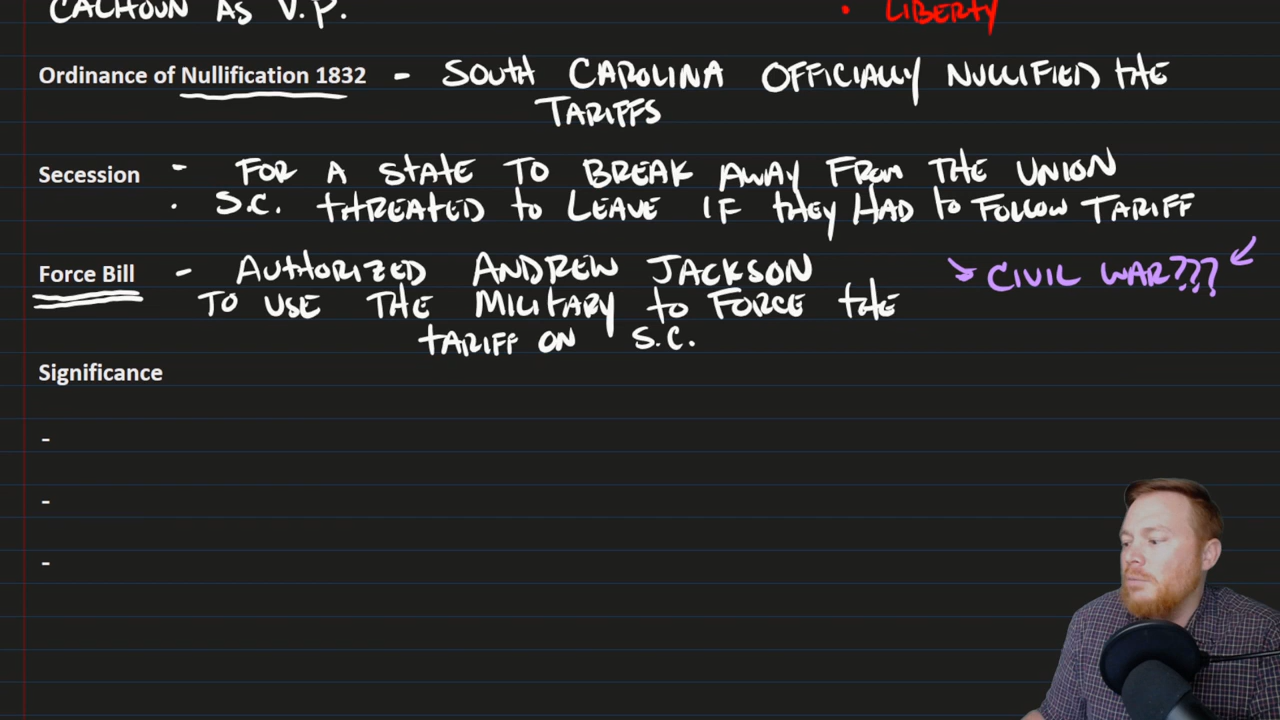 CALHOUN AS V.P.
• LIBERTY
Ordinance of Nullification 1832 - SOUTH CAROLINA OFFICIALLY NULLIFIED THE
TARIFFS
Secession - FOR A STATE TO BREAK AWAY FROM THE UNION
• S.C. THREATED TO LEAVE IF THEY HAD TO FOLLOW TARIFF
Force Bill - AUTHORIZED ANDREW JACKSON
CIVIL WAR???
TO USE THE MILITARY TO FORCE THE
TARIFF ON S.C.
Significance
-
-
-